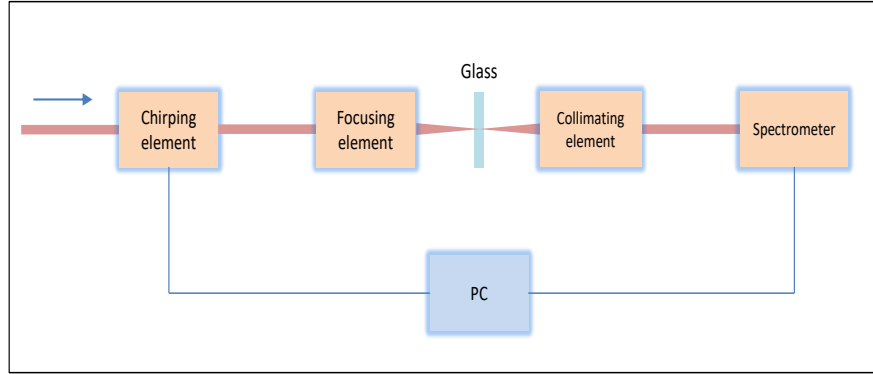 Glass
Chirping
element
Focusing
element
Collimating
element
Spectrometer
PC